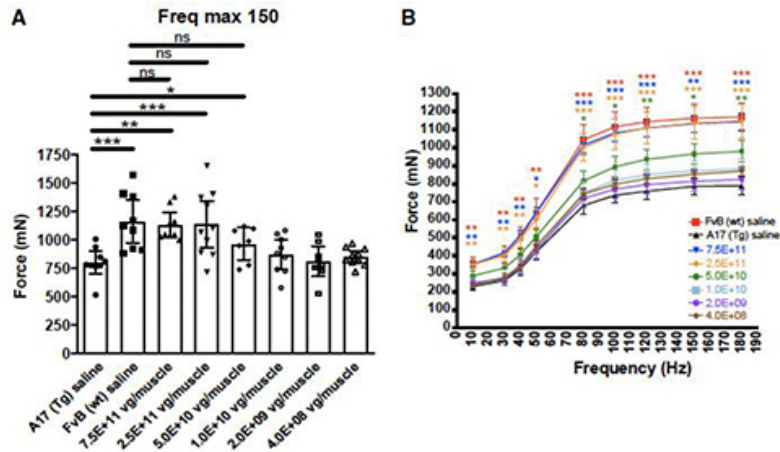 A
Freq max 150
ns
ns
ns
*
***
**
***
Force (mN)
1750
1500
1250
1000
750
500
250
0
A17 (Tg) saline
FvB (wt) saline
7.5E+11 vg/muscle
2.5E+11 vg/muscle
5.0E+10 vg/muscle
1.0E+10 vg/muscle
2.0E+09 vg/muscle
4.0E+08 vg/muscle
B
** ** ** *** *** *** *** ***
** ** ** * *** *** *** ** ***
** ** ** * *** *** *** *** ***
* * ** * **
Force (mN)
1300
1200
1100
1000
900
800
700
600
500
400
300
200
100
0
FvB (wt) saline
A17 (Tg) saline
7.5E+11
2.5E+11
5.0E+10
1.0E+10
2.0E+09
4.0E+08
0 10 20 30 40 50 60 70 80 90 100 110 120 130 140 150 160 170 180 190
Frequency (Hz)